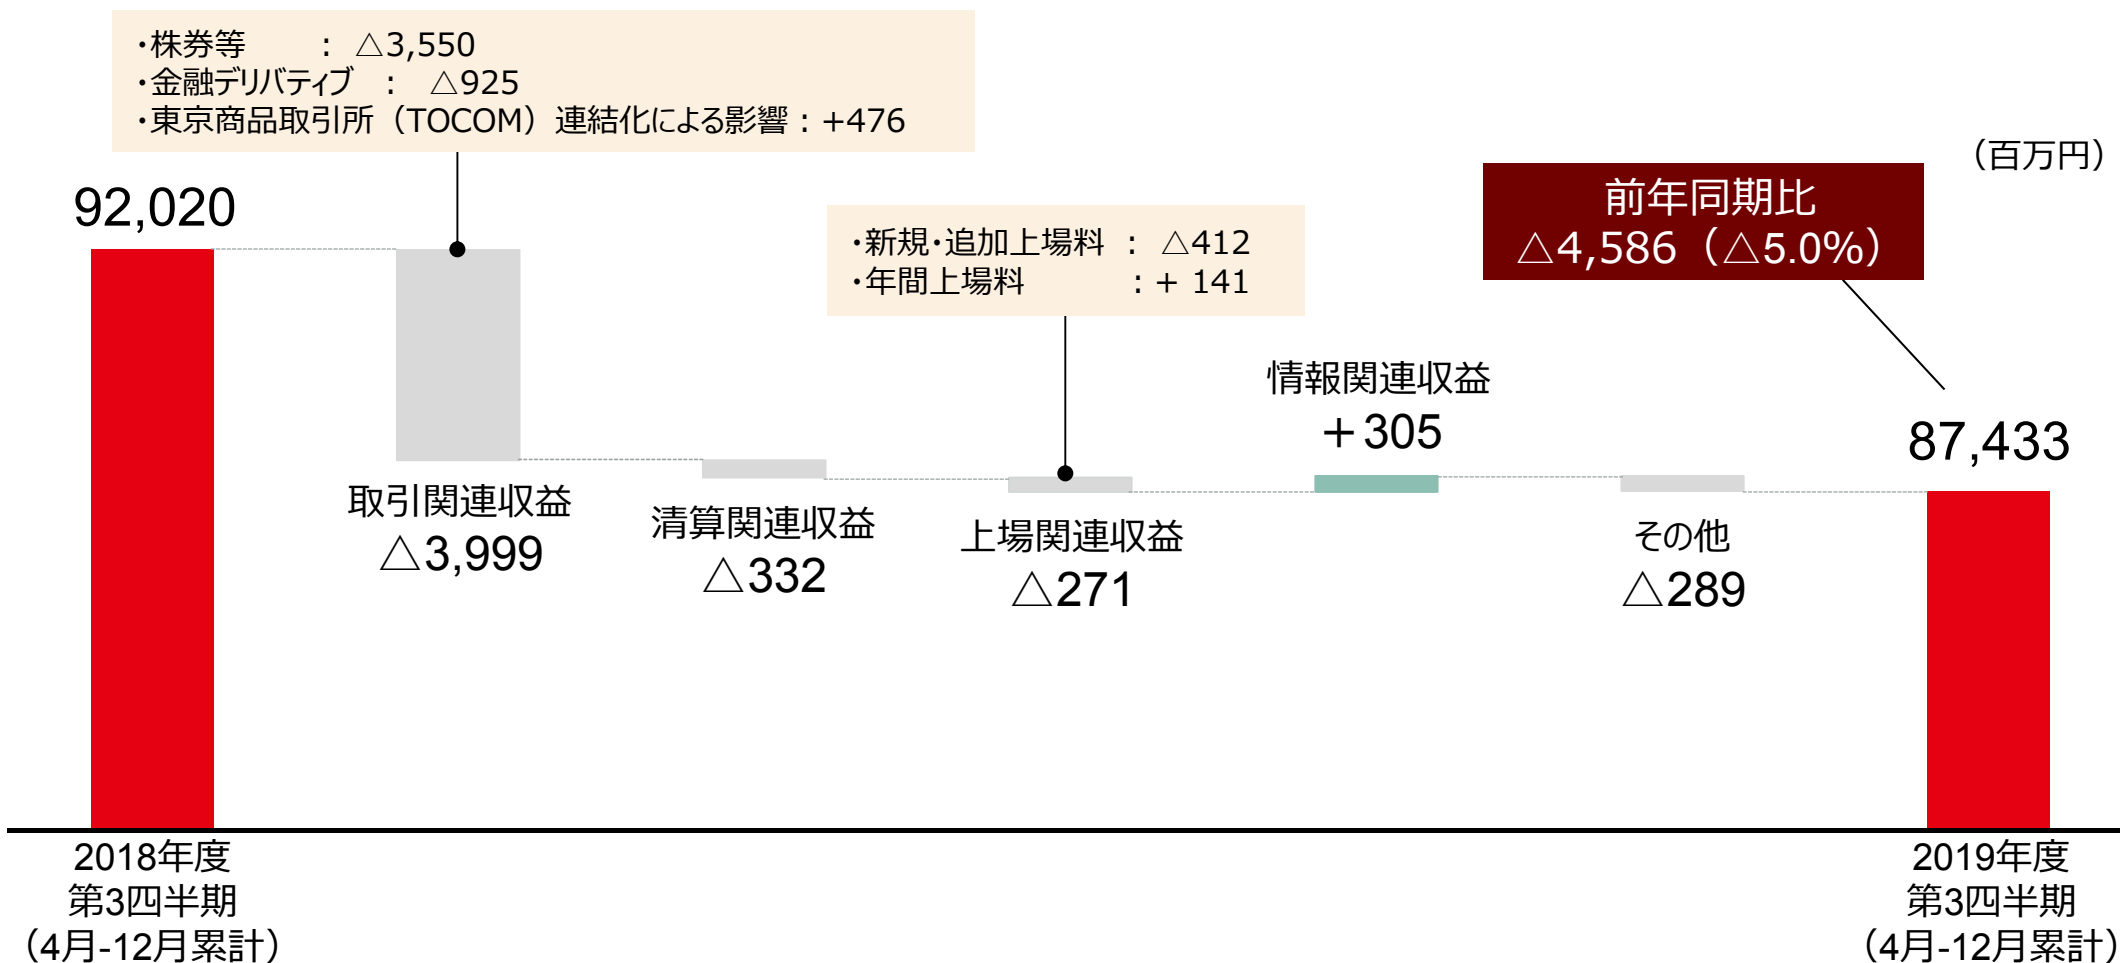 ・株券等　　：　△3,550
・金融デリバティブ　：　△925
・東京商品取引所（TOCOM）連結化による影響：+476
（百万円）
92,020
前年同期比
△4,586（△5.0%）
・新規・追加上場料　：　△412
・年間上場料　　　：+ 141
情報関連収益
＋305
87,433
取引関連収益
△3,999
清算関連収益
△332
上場関連収益
△271
その他
△289
2018年度
第3四半期
（4月-12月累計）
2019年度
第3四半期
（4月-12月累計）